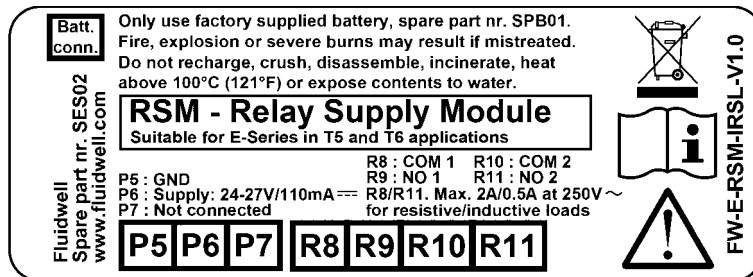 Batt.
conn.
Only use factory supplied battery, spare part nr. SPB01.
Fire, explosion or severe burns may result if mistreated.
Do not recharge, crush, disassemble, incinerate, heat
above 100°C (121°F) or expose contents to water.
RSM - Relay Supply Module
Suitable for E-Series in T5 and T6 applications
P5 : GND
P6 : Supply: 24-27V/110mA⎓
P7 : Not connected
R8 : COM 1 R10 : COM 2
R9 : NO 1 R11 : NO 2
R8/R11. Max. 2A/0.5A at 250V~
for resistive/inductive loads
P5 P6 P7 R8 R9 R10 R11
Fluidwell
Spare part nr. SES02
www.fluidwell.com
i
!
FW-E-RSM-IRSL-V1.0